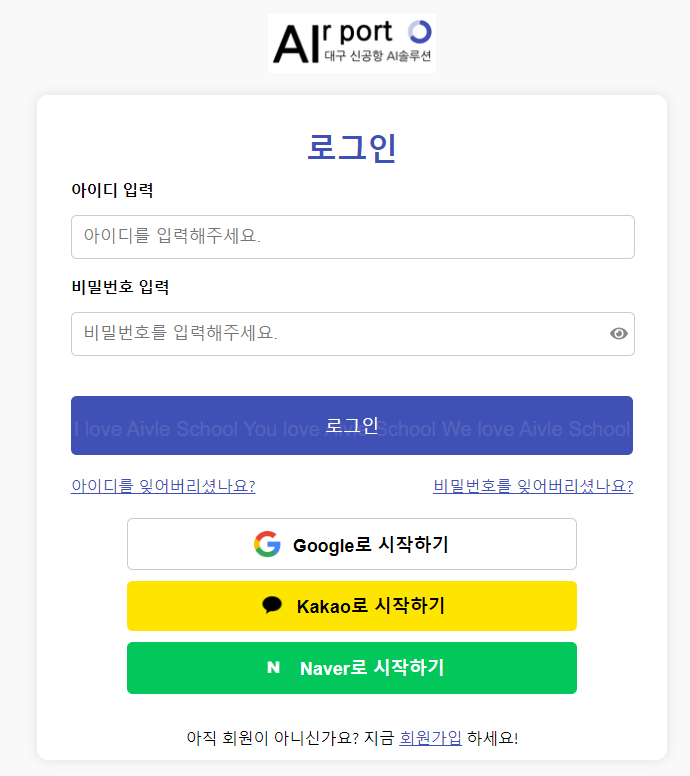 AIr port
대구 신공항 AI솔루션
로그인
아이디 입력
아이디를 입력해주세요.
비밀번호 입력
비밀번호를 입력해주세요.
로그인
I love Aivle School You love Aivle School We love Aivle School
아이디를 잊어버리셨나요? 비밀번호를 잊어버리셨나요?
Google로 시작하기
Kakao로 시작하기
N Naver로 시작하기
아직 회원이 아니신가요? 지금 회원가입 하세요!